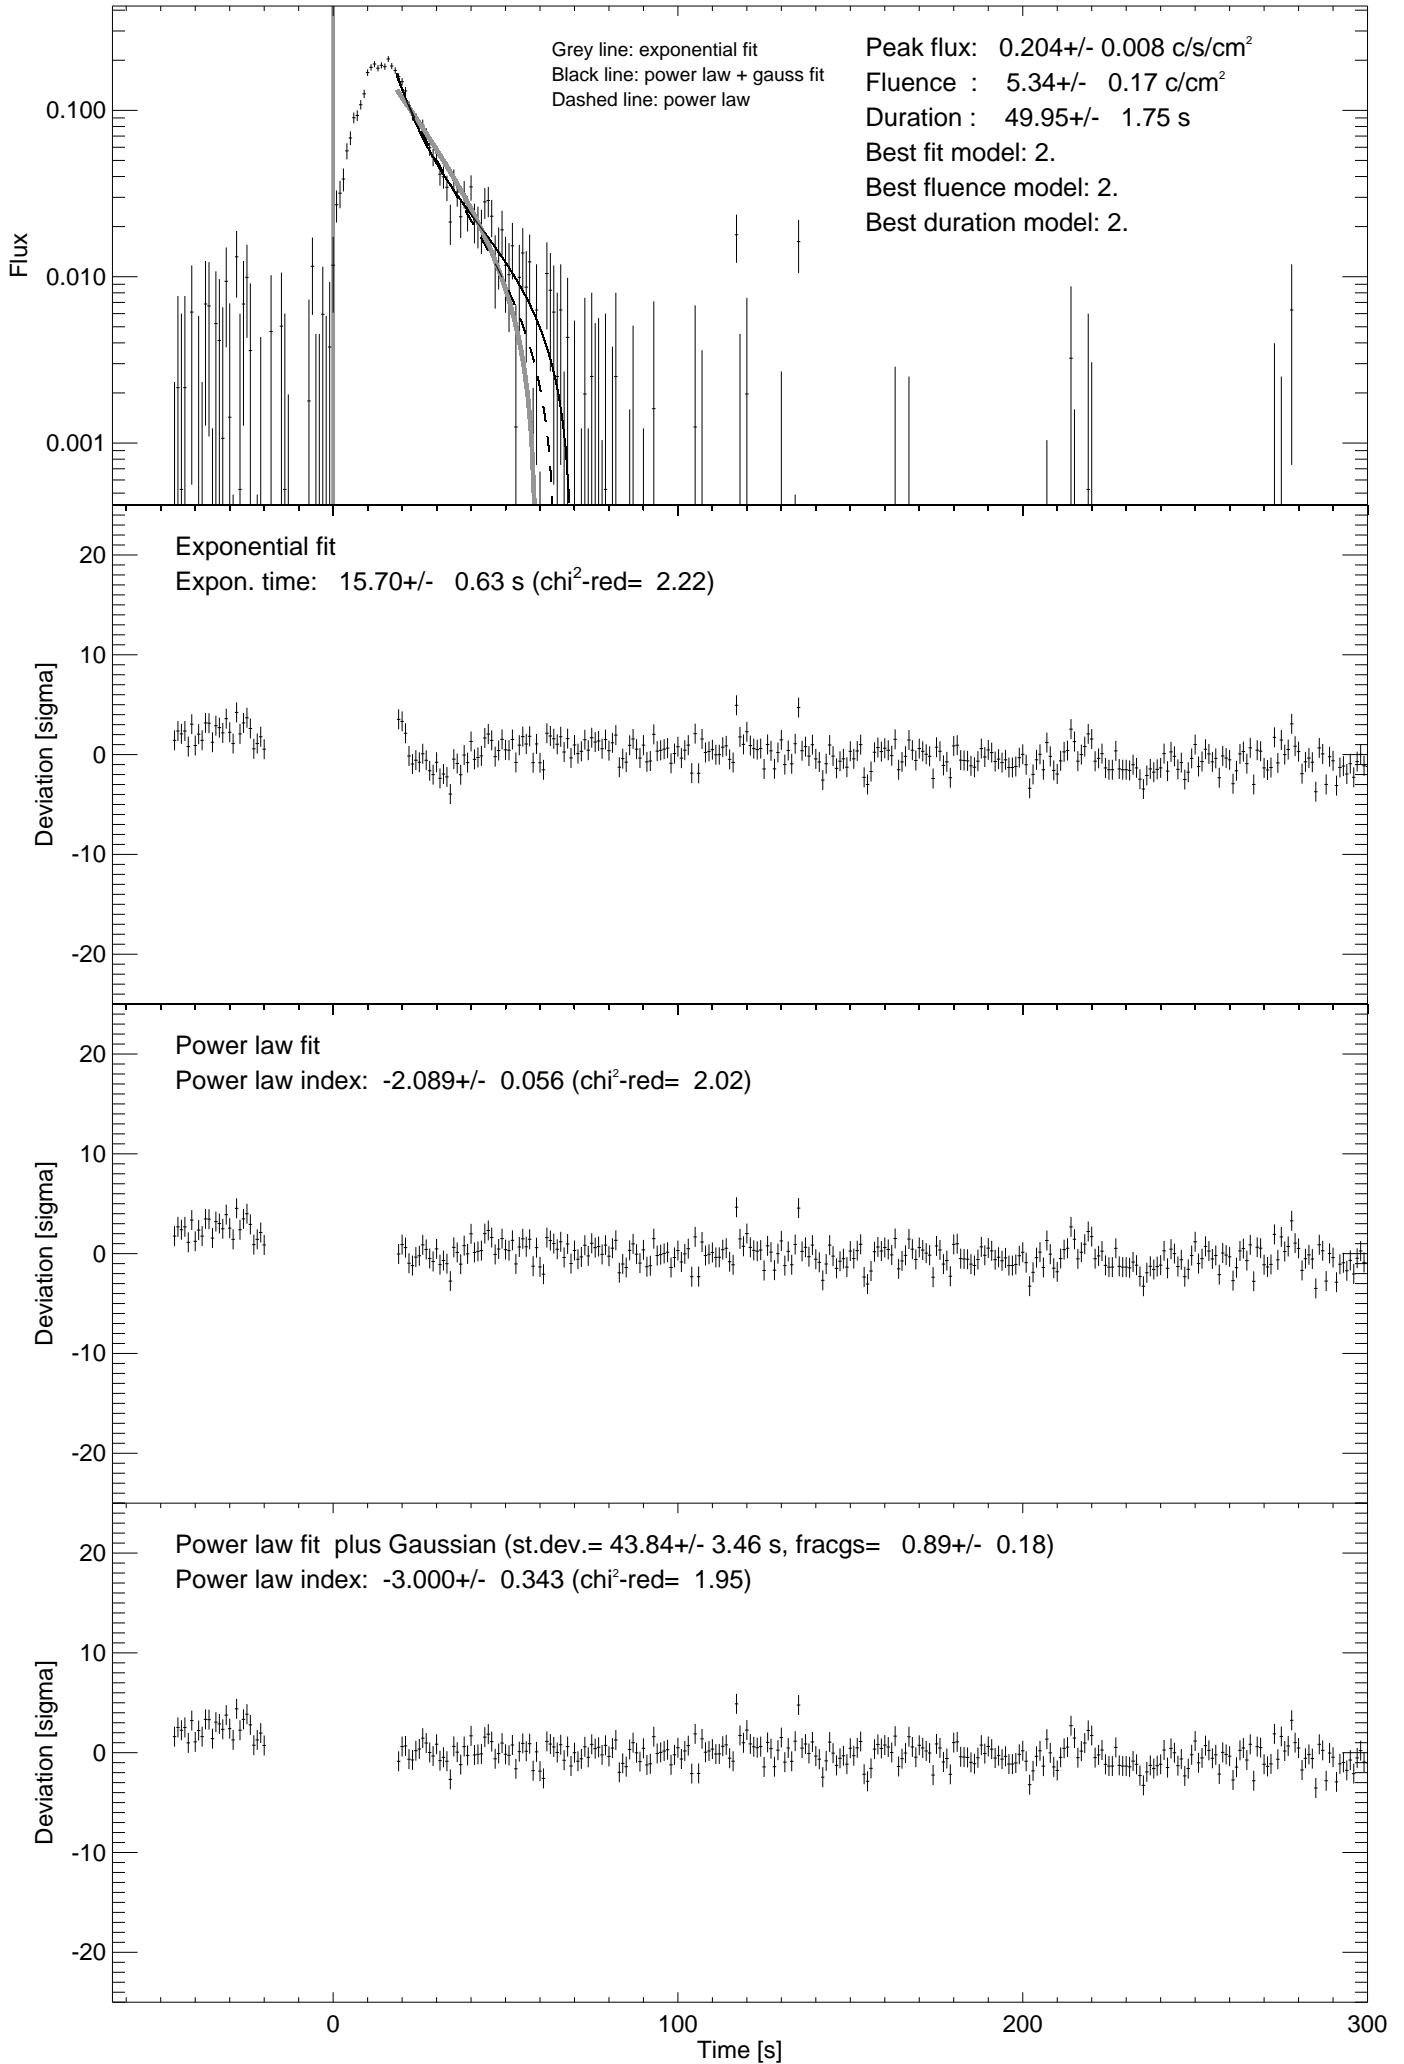 Grey line: exponential fit
Black line: power law + gauss fit
Dashed line: power law
Peak flux: 0.204+/- 0.008 c/s/cm²
Fluence : 5.34+/- 0.17 c/cm²
Duration : 49.95+/- 1.75 s
Best fit model: 2.
Best fluence model: 2.
Best duration model: 2.
Flux
0.100
0.010
0.001
Exponential fit
Expon. time: 15.70+/- 0.63 s (chi²-red= 2.22)
Deviation [sigma]
20
10
0
-10
-20
Power law fit
Power law index: -2.089+/- 0.056 (chi²-red= 2.02)
Deviation [sigma]
20
10
0
-10
-20
Power law fit plus Gaussian (st.dev.= 43.84+/- 3.46 s, fracgs= 0.89+/- 0.18)
Power law index: -3.000+/- 0.343 (chi²-red= 1.95)
Deviation [sigma]
20
10
0
-10
-20
0 100 200 300
Time [s]